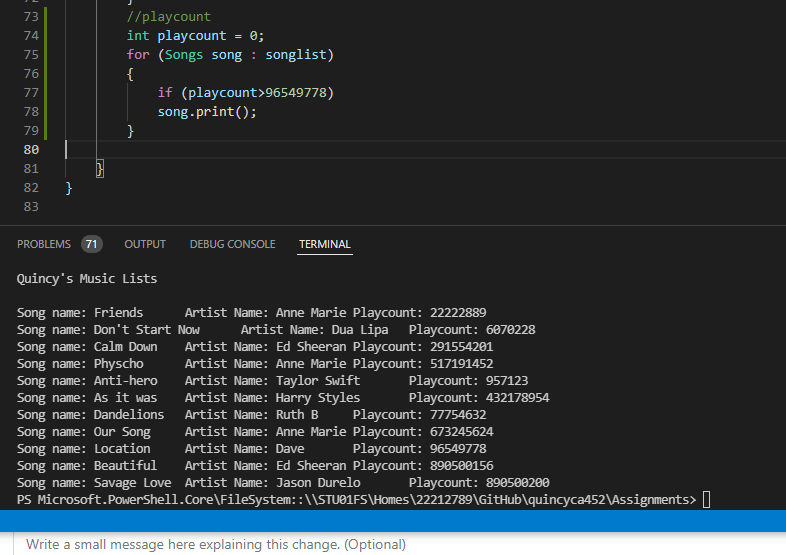 72 }
73 //playcount
74 int playcount = 0;
75 for (Songs song : songlist)
76 {
77 if (playcount>96549778)
78 song.print();
79 }
80
81 }
82 }
83
PROBLEMS 71 OUTPUT DEBUG CONSOLE TERMINAL
Quincy's Music Lists
Song name: Friends Artist Name: Anne Marie Playcount: 22222889
Song name: Don't Start Now Artist Name: Dua Lipa Playcount: 6070228
Song name: Calm Down Artist Name: Ed Sheeran Playcount: 291554201
Song name: Physcho Artist Name: Anne Marie Playcount: 517191452
Song name: Anti-hero Artist Name: Taylor Swift Playcount: 957123
Song name: As it was Artist Name: Harry Styles Playcount: 432178954
Song name: Dandelions Artist Name: Ruth B Playcount: 77754632
Song name: Our Song Artist Name: Anne Marie Playcount: 673245624
Song name: Location Artist Name: Dave Playcount: 96549778
Song name: Beautiful Artist Name: Ed Sheeran Playcount: 890500156
Song name: Savage Love Artist Name: Jason Durelo Playcount: 890500200
PS Microsoft.PowerShell.Core\FileSystem::\\STU01FS\Homes\22212789\GitHub\quincyca452\Assignments>
Write a small message here explaining this change. (Optional)